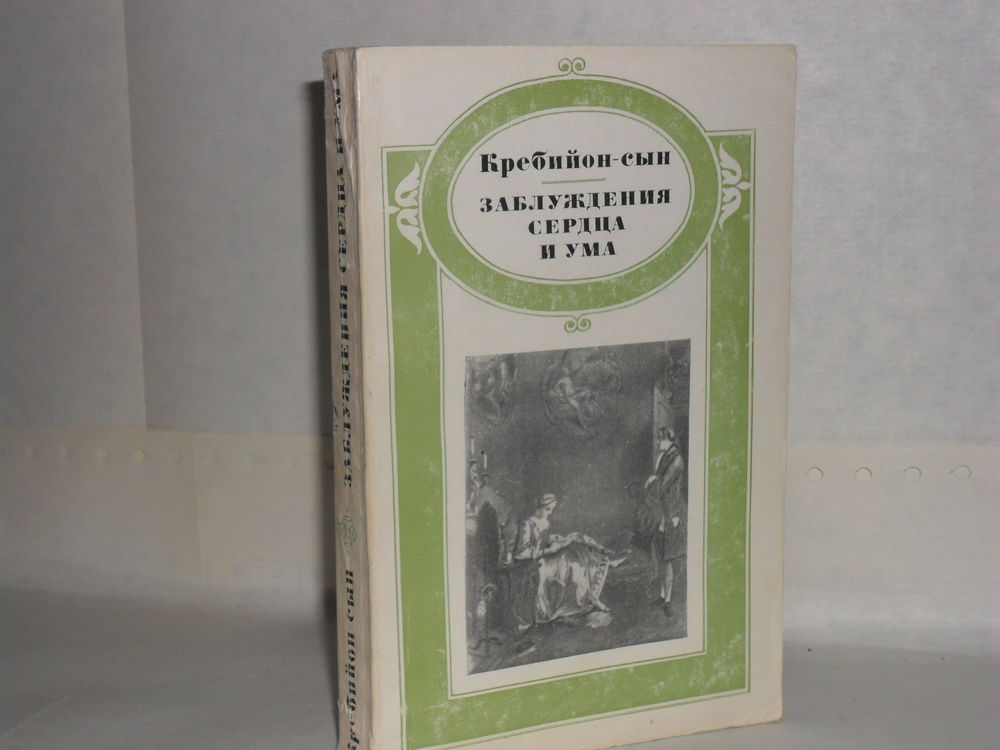 Кребийон-сын
ЗАБЛУЖДЕНИЯ
СЕРДЦА
И УМА
Кребийон-сын ЗАБЛУЖДЕНИЯ СЕРДЦА И УМА